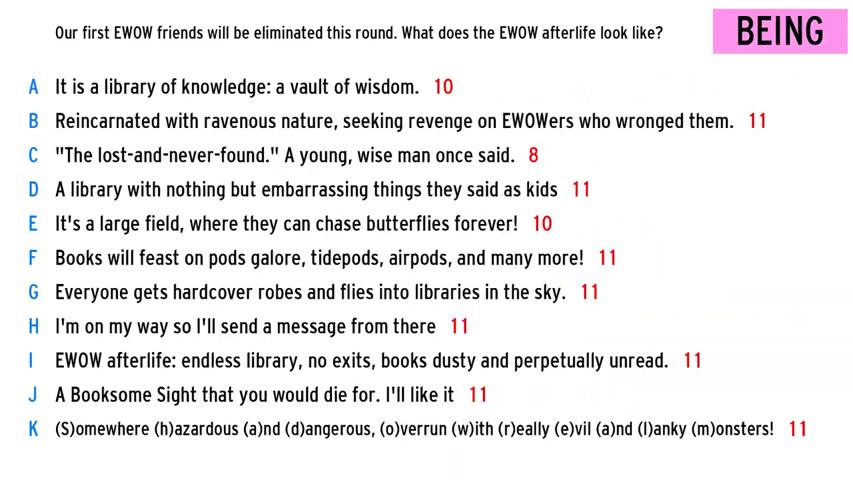 Our first EWOW friends will be eliminated this round. What does the EWOW afterlife look like?
BEING
A It is a library of knowledge: a vault of wisdom. 10
B Reincarnated with ravenous nature, seeking revenge on EWOWers who wronged them. 11
C "The lost-and-never-found." A young, wise man once said. 8
D A library with nothing but embarrassing things they said as kids 11
E It's a large field, where they can chase butterflies forever! 10
F Books will feast on pods galore, tidepods, airpods, and many more! 11
G Everyone gets hardcover robes and flies into libraries in the sky. 11
H I'm on my way so I'll send a message from there 11
I EWOW afterlife: endless library, no exits, books dusty and perpetually unread. 11
J A Booksome Sight that you would die for. I'll like it 11
K (S)omewhere (h)azardous (a)nd (d)angerous, (o)verrun (w)ith (r)eally (e)vil (a)nd (l)anky (m)onsters! 11